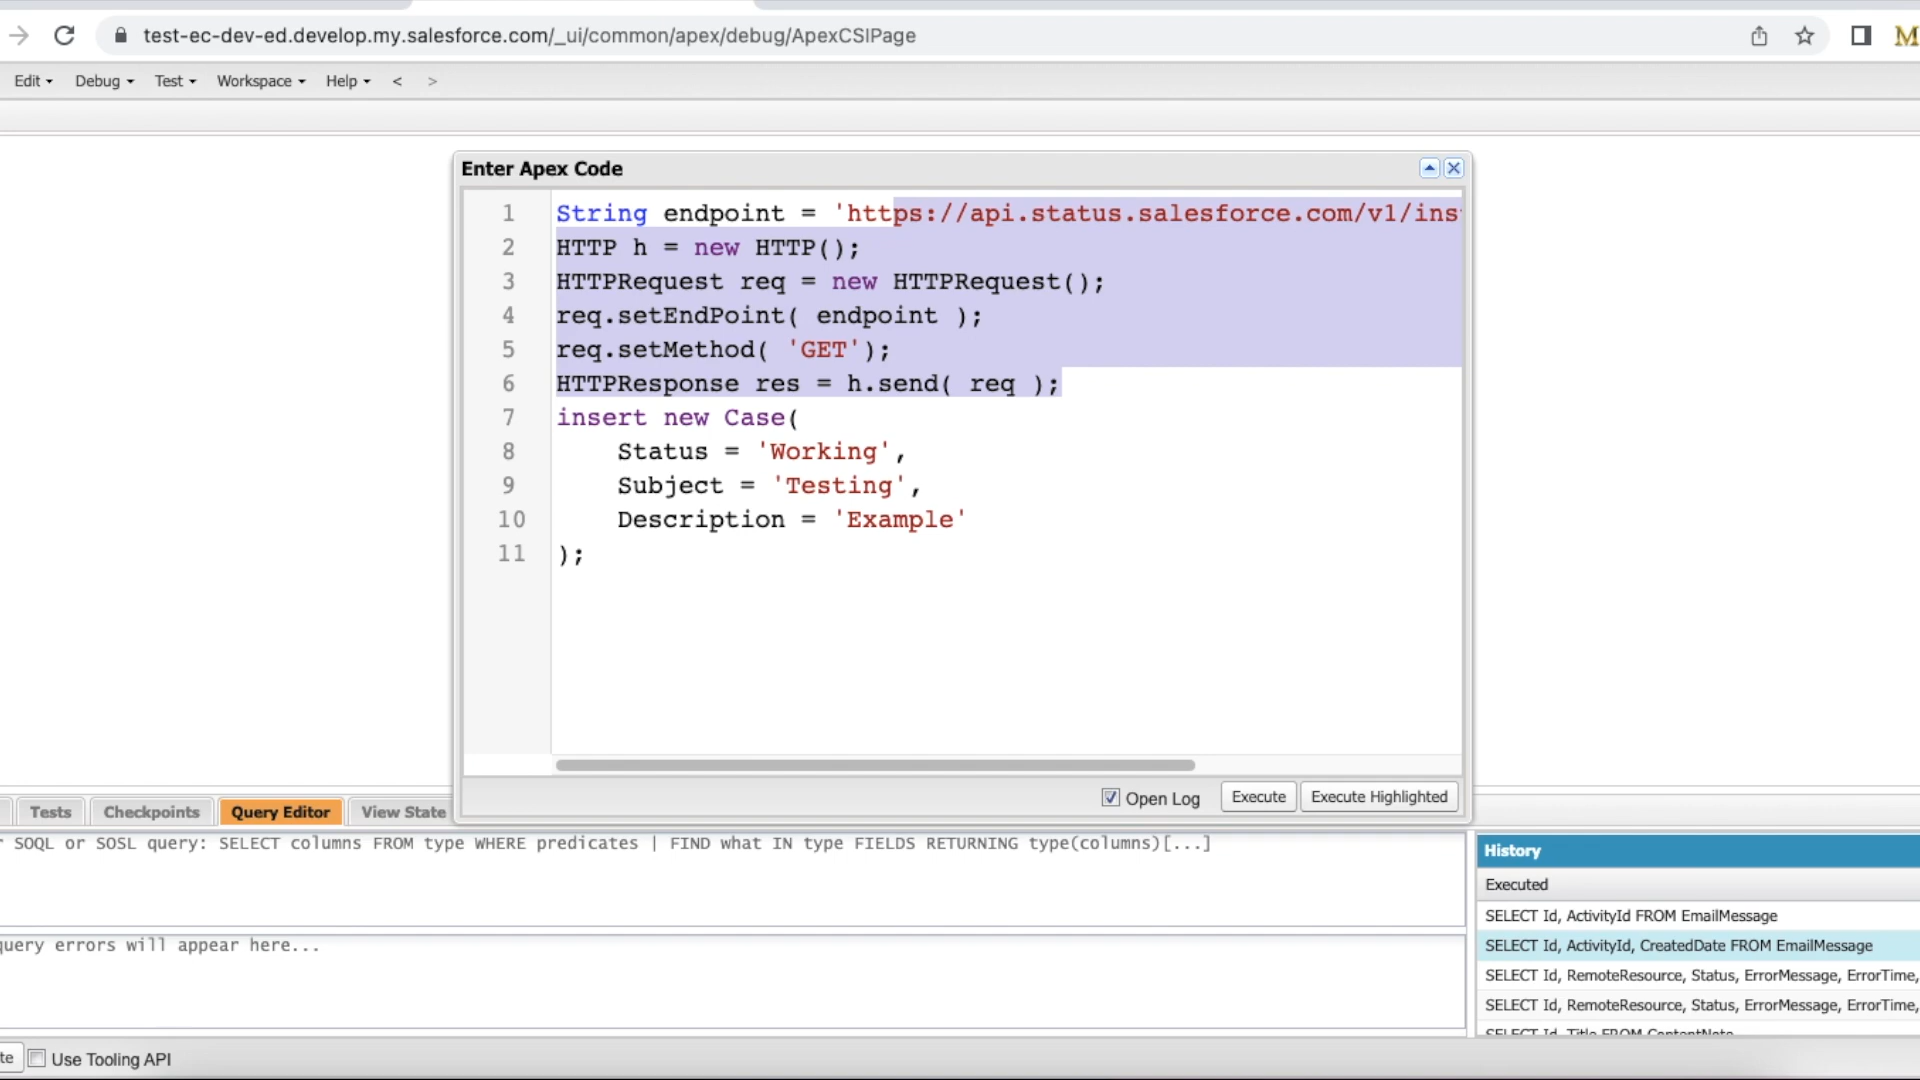 test-ec-dev-ed.develop.my.salesforce.com/_ui/common/apex/debug/ApexCSIPage
M
Edit Debug Test Workspace Help < >
Enter Apex Code
1 String endpoint = 'https://api.status.salesforce.com/v1/ins
2 HTTP h = new HTTP();
3 HTTPRequest req = new HTTPRequest();
4 req.setEndPoint( endpoint );
5 req.setMethod( 'GET');
6 HTTPResponse res = h.send( req );
7 insert new Case(
8 Status = 'Working',
9 Subject = 'Testing',
10 Description = 'Example'
11 );
Open Log Execute Execute Highlighted
Tests Checkpoints Query Editor View State
r SOQL or SOSL query: SELECT columns FROM type WHERE predicates | FIND what IN type FIELDS RETURNING type(columns)[...]
query errors will appear here...
History
Executed
SELECT Id, ActivityId FROM EmailMessage
SELECT Id, ActivityId, CreatedDate FROM EmailMessage
SELECT Id, RemoteResource, Status, ErrorMessage, ErrorTime,
SELECT Id, RemoteResource, Status, ErrorMessage, ErrorTime,
SELECT Id, Title FROM ContentNote
te Use Tooling API